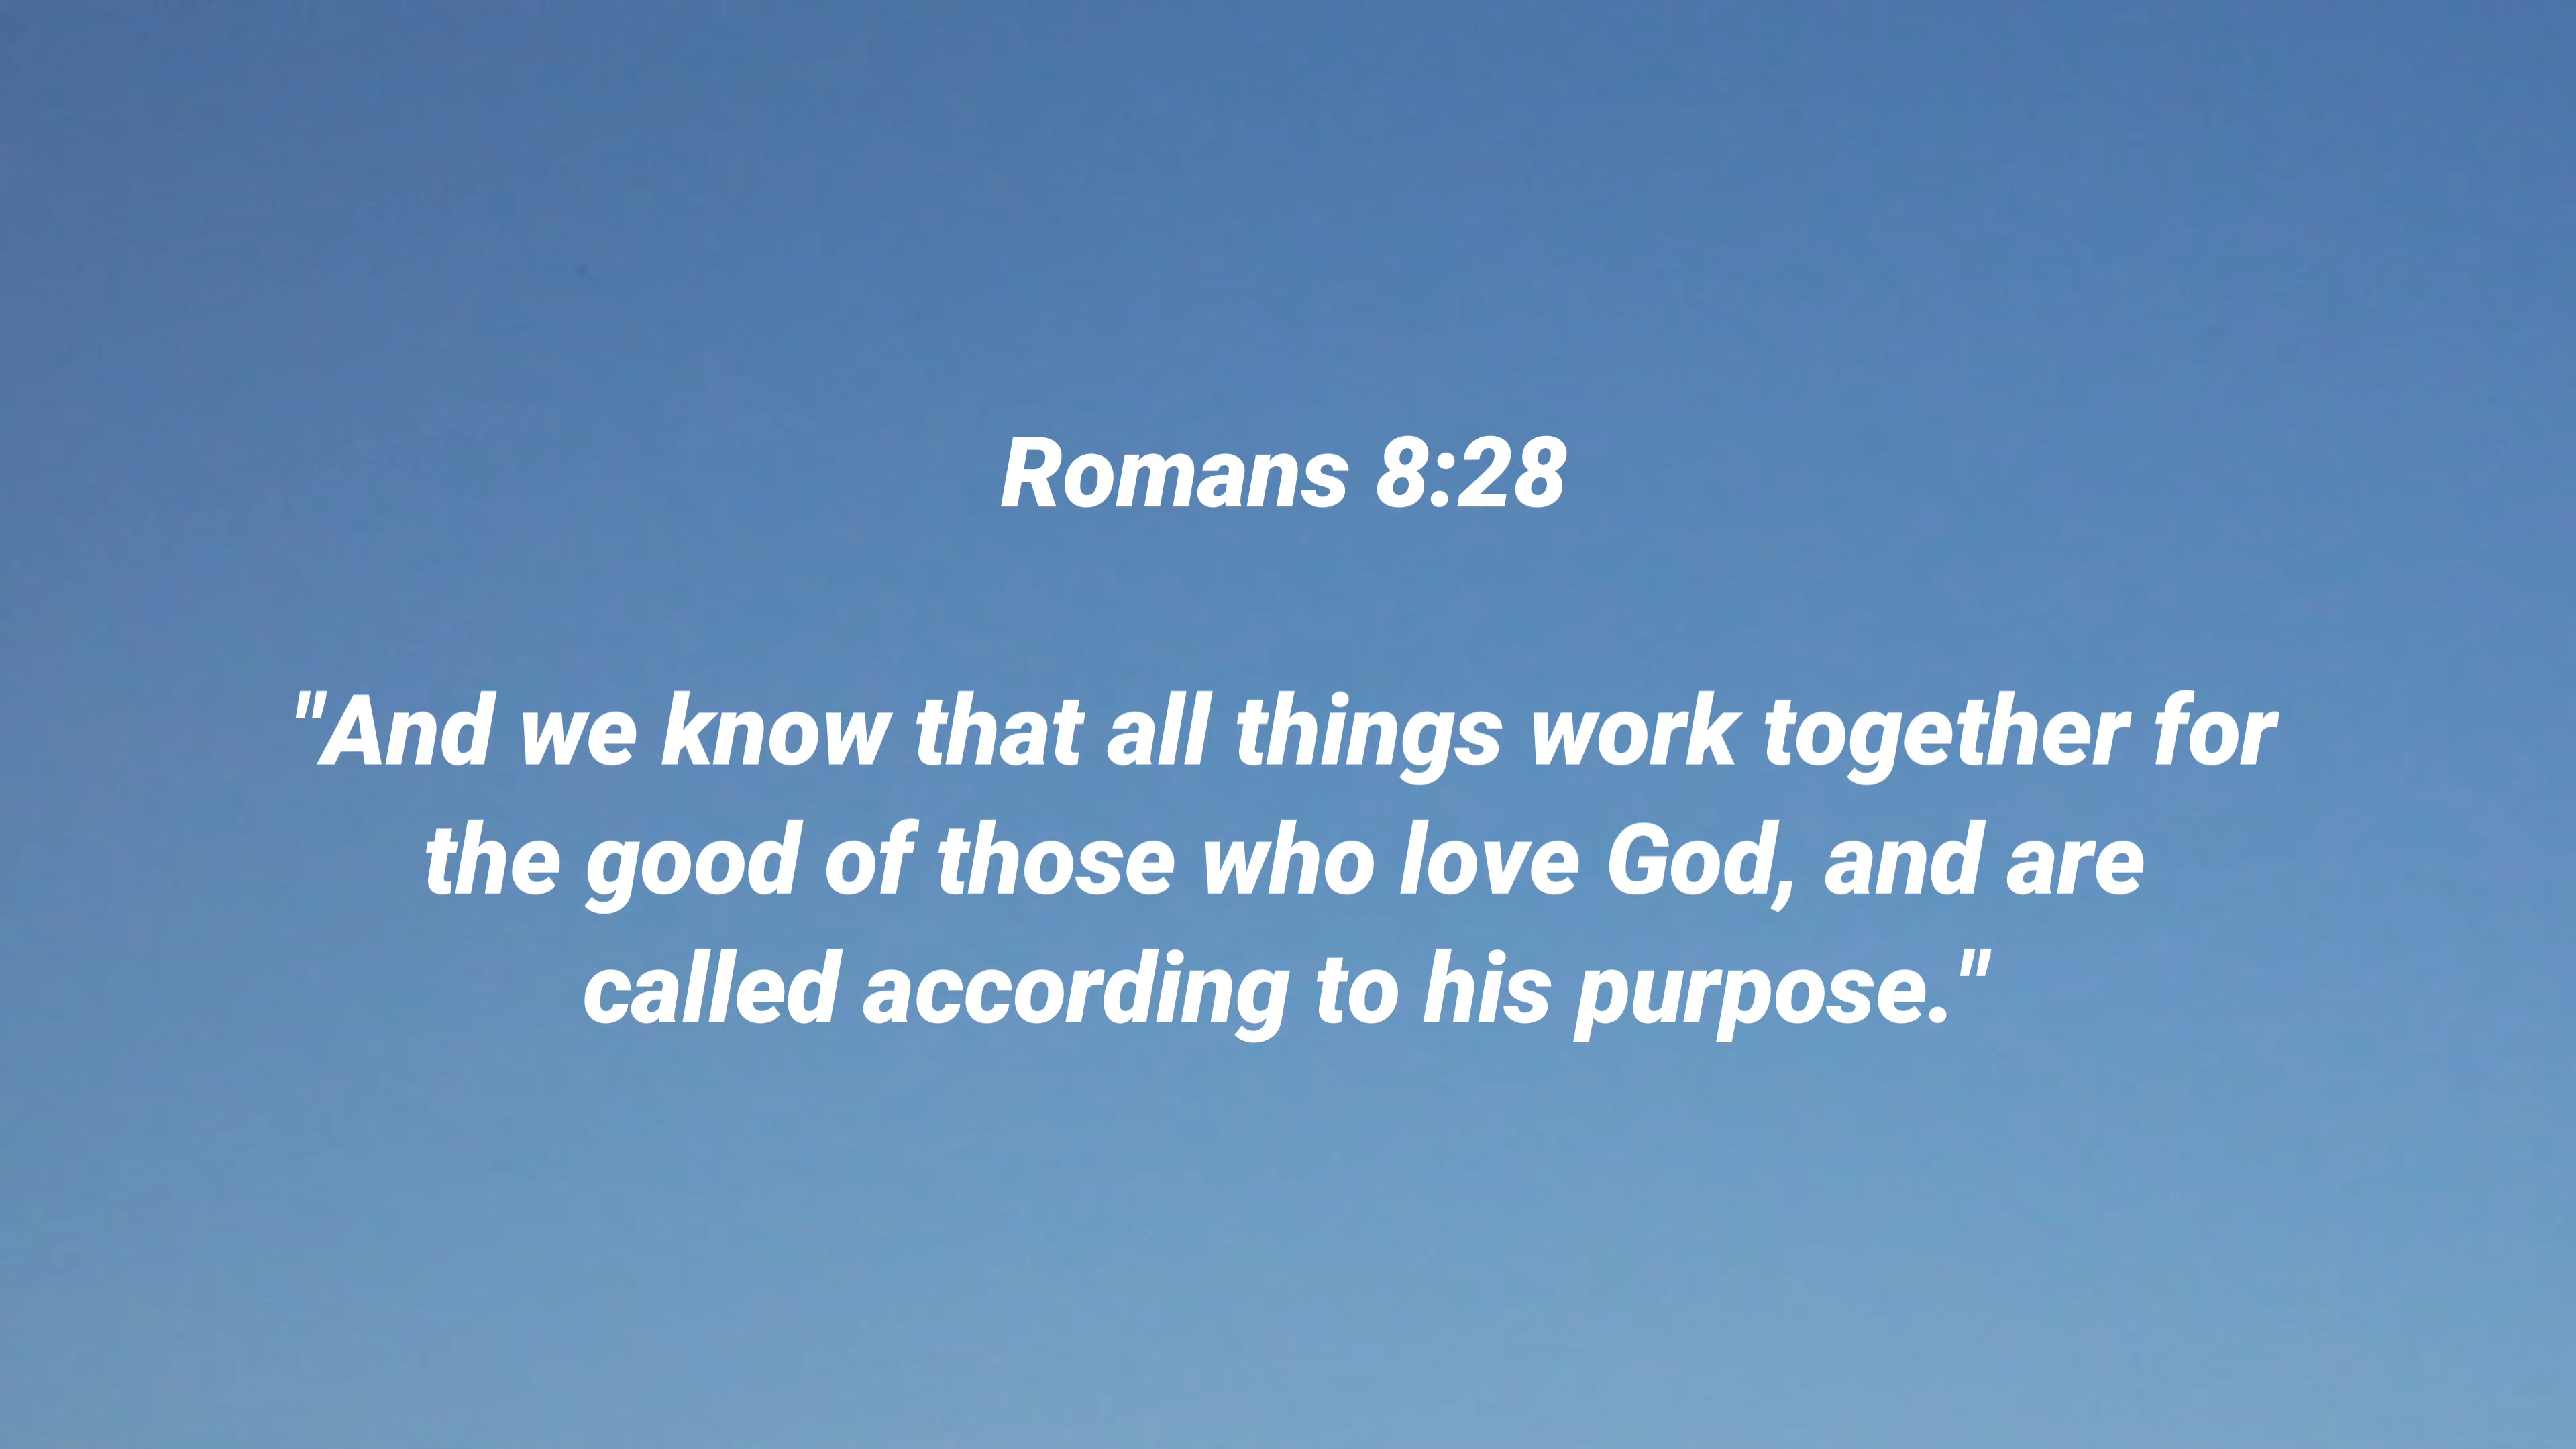 Romans 8:28
"And we know that all things work together for
the good of those who love God, and are
called according to his purpose."